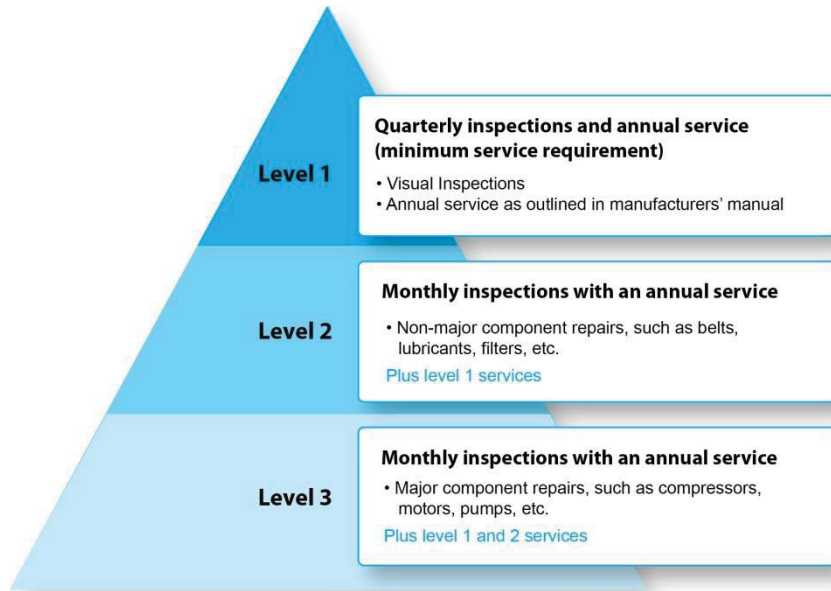 Level 1
Quarterly inspections and annual service
(minimum service requirement)
• Visual Inspections
• Annual service as outlined in manufacturers’ manual
Level 2
Monthly inspections with an annual service
• Non-major component repairs, such as belts,
lubricants, filters, etc.
Plus level 1 services
Level 3
Monthly inspections with an annual service
• Major component repairs, such as compressors,
motors, pumps, etc.
Plus level 1 and 2 services